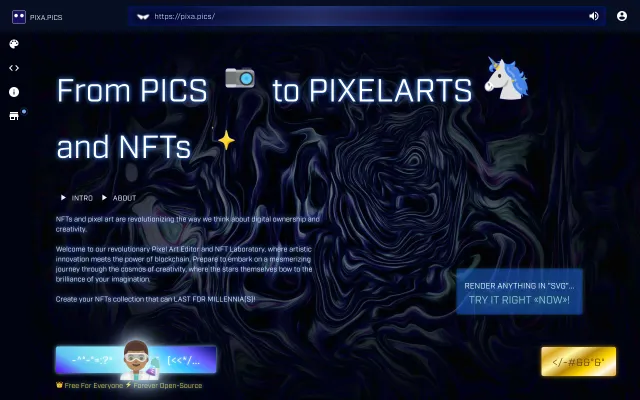 PIXA.PICS
https://pixa.pics/
From PICS to PIXELARTS
and NFTs
INTRO ABOUT
NFTs and pixel art are revolutionizing the way we think about digital ownership and
creativity.
Welcome to our revolutionary Pixel Art Editor and NFT Laboratory, where artistic
innovation meets the power of blockchain. Prepare to embark on a mesmerizing
journey through the cosmos of creativity, where the stars themselves bow to the
brilliance of your imagination.
Create your NFTs collection that can LAST FOR MILLENNIA(S)!
RENDER ANYTHING IN "SVG"...
TRY IT RIGHT «NOW»!
[<<*/...
Free For Everyone Forever Open-Source
</-#&&*&*